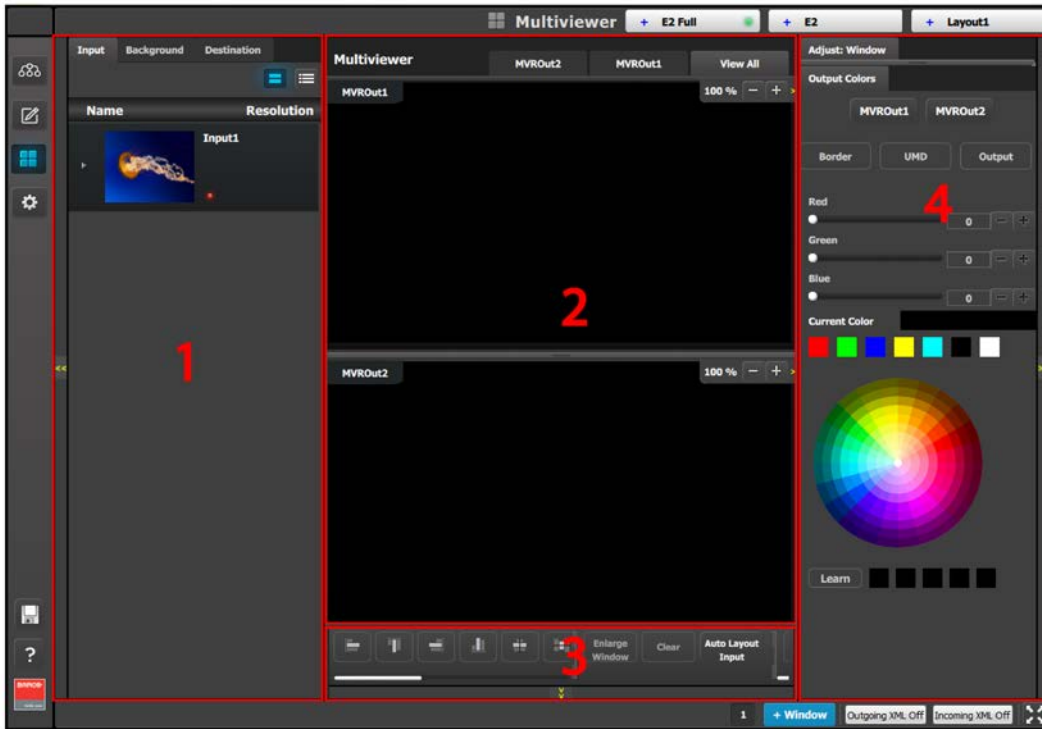 Multiviewer
+ E2 Full
+ E2
+ Layout1
Input Background Destination
Name Resolution
Input1
1
Multiviewer
MVROut2 MVROut1 View All
MVROut1
100 % − +
2
MVROut2
100 % − +
Enlarge Window
Clear
Auto Layout Input
3
Adjust: Window
Output Colors
MVROut1 MVROut2
Border UMD Output
4
Red
0 − +
Green
0 − +
Blue
0 − +
Current Color
Learn
<<
?
BARCO
1
+ Window
Outgoing XML Off
Incoming XML Off